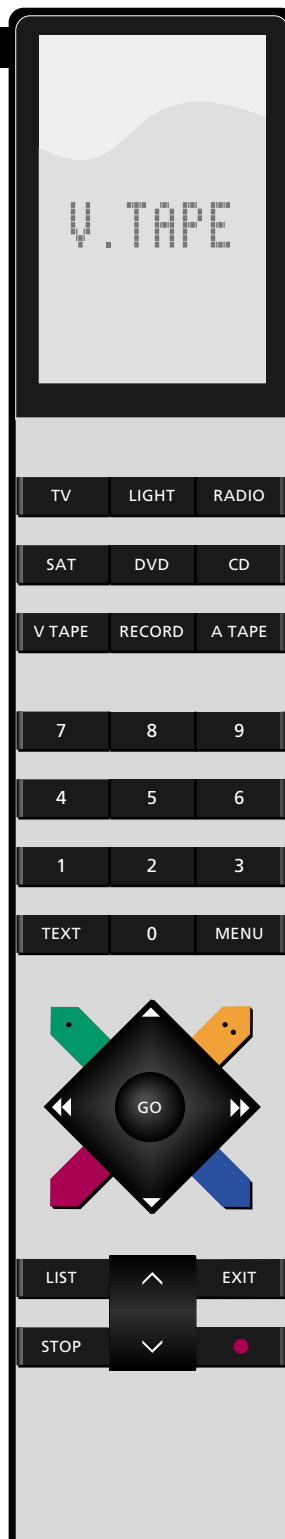 V.TAPE
TV LIGHT RADIO
SAT DVD CD
V TAPE RECORD A TAPE
7 8 9
4 5 6
1 2 3
TEXT 0 MENU
GO
LIST EXIT
STOP